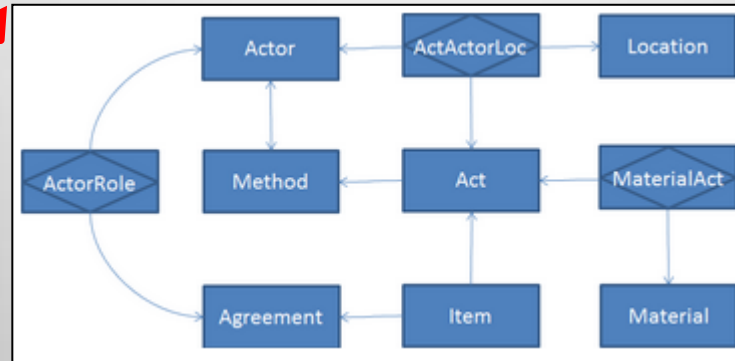 Actor
ActActorLoc
Location
ActorRole
Method
Act
MaterialAct
Agreement
Item
Material